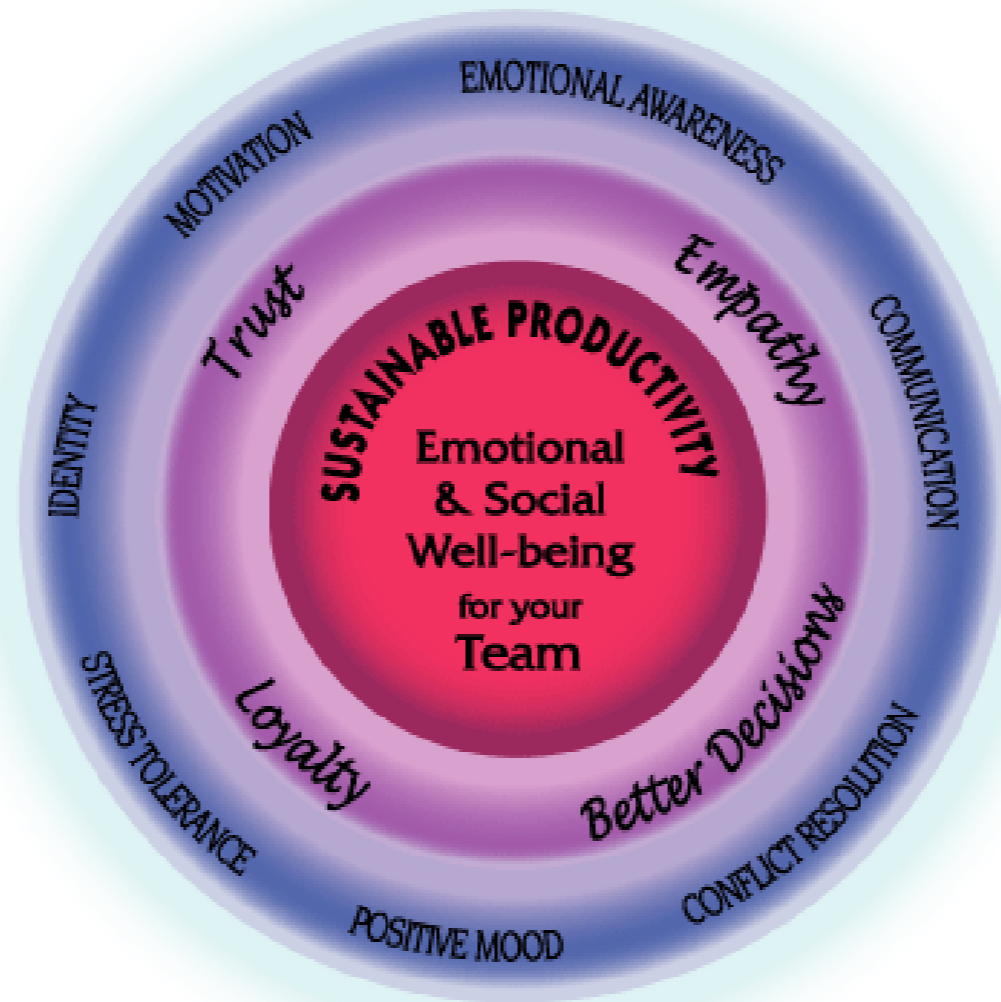 EMOTIONAL AWARENESS
COMMUNICATION
CONFLICT RESOLUTION
POSITIVE MOOD
STRESS TOLERANCE
IDENTITY
MOTIVATION
Empathy
Better Decisions
Loyalty
Trust
SUSTAINABLE PRODUCTIVITY
Emotional
& Social
Well-being
for your
Team